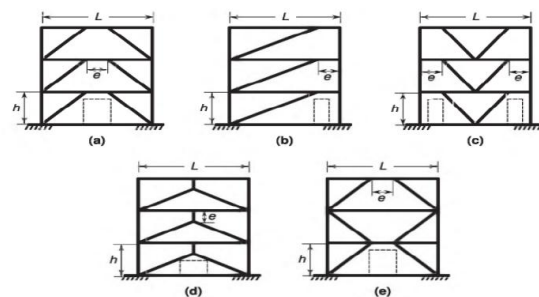 L L L
e e e e
h h h
(a) (b) (c)
L L
e e
h h
(d) (e)